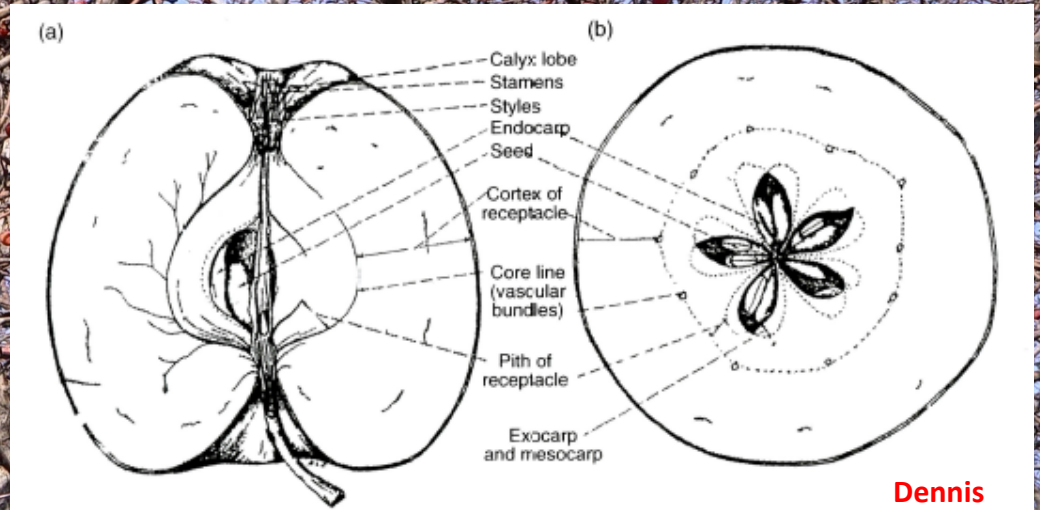 (a)
(b)
Calyx lobe
Stamens
Styles
Endocarp
Seed
Cortex of
receptacle
Core line
(vascular
bundles)
Pith of
receptacle
Exocarp
and mesocarp
Dennis